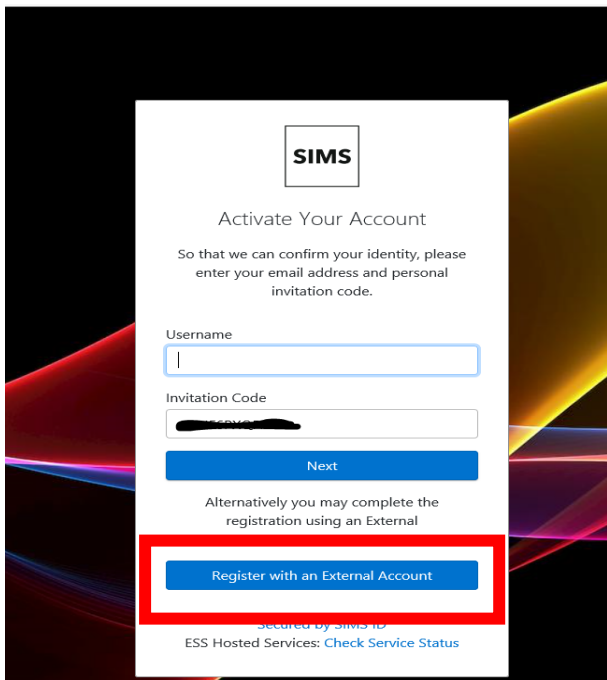 SIMS
Activate Your Account
So that we can confirm your identity, please
enter your email address and personal
invitation code.
Username
Invitation Code
Next
Alternatively you may complete the
registration using an External
Register with an External Account
Secured by SIMS ID
ESS Hosted Services: Check Service Status